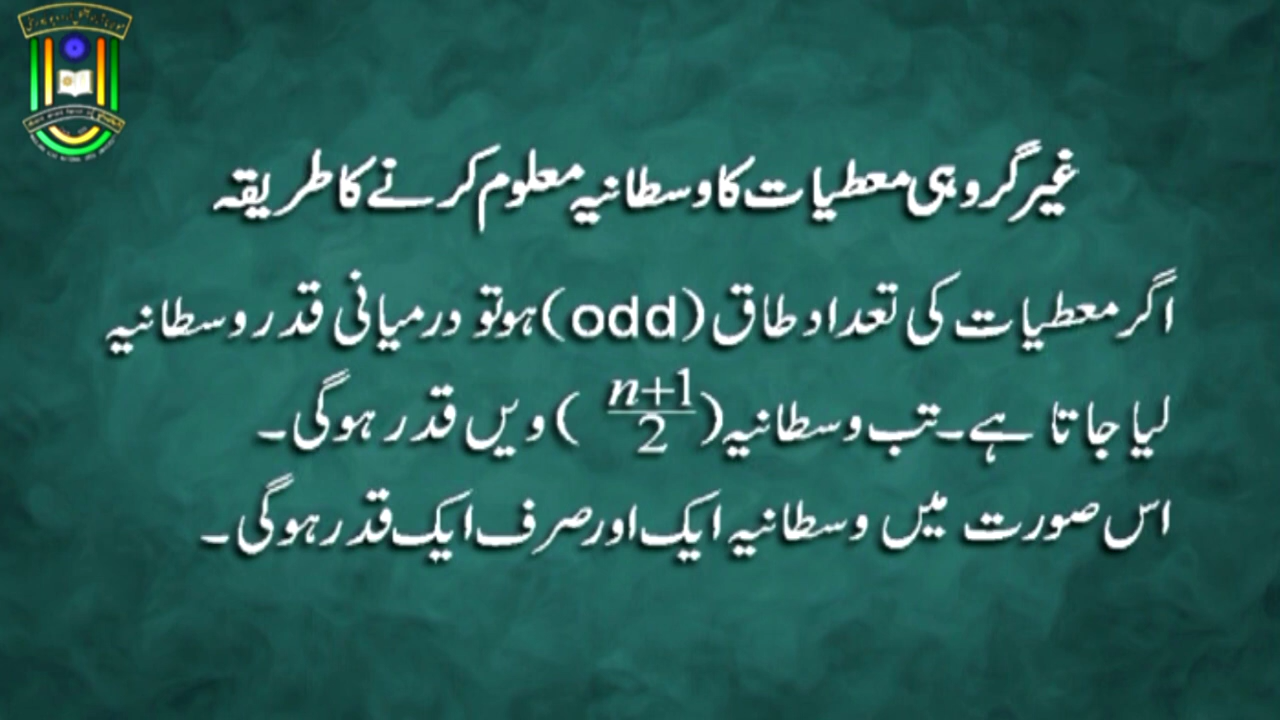 غیر گروہی معطیات کا وسطانیہ معلوم کرنے کا طریقہ
اگر معطیات کی تعداد طاق (odd) ہو تو درمیانی قدر وسطانیہ
لیا جاتا ہے۔ تب وسطانیہ (n+1/2) ویں قدر ہوگی۔
اس صورت میں وسطانیہ ایک اور صرف ایک قدر ہوگی۔